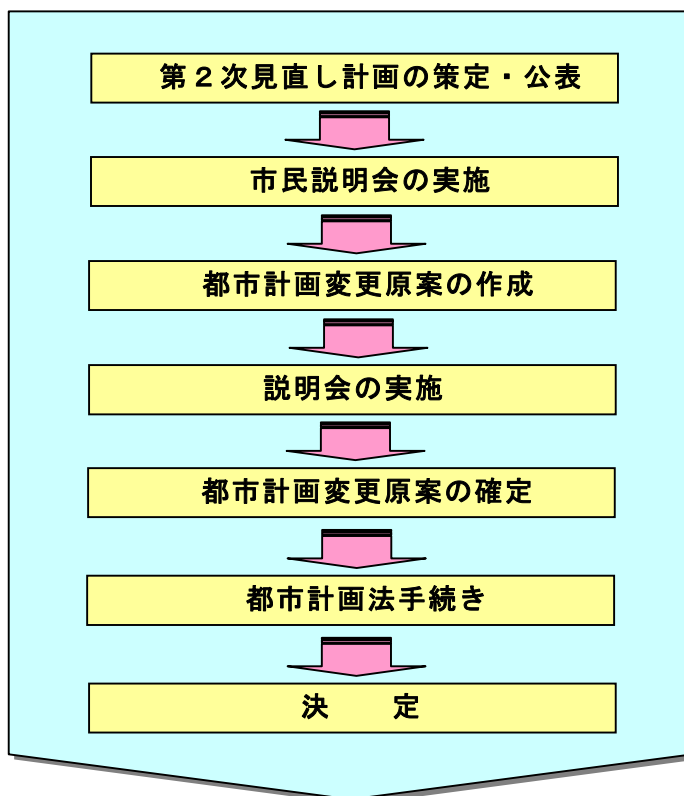 第２次見直し計画の策定・公表
市民説明会の実施
都市計画変更原案の作成
説明会の実施
都市計画変更原案の確定
都市計画法手続き
決　　定